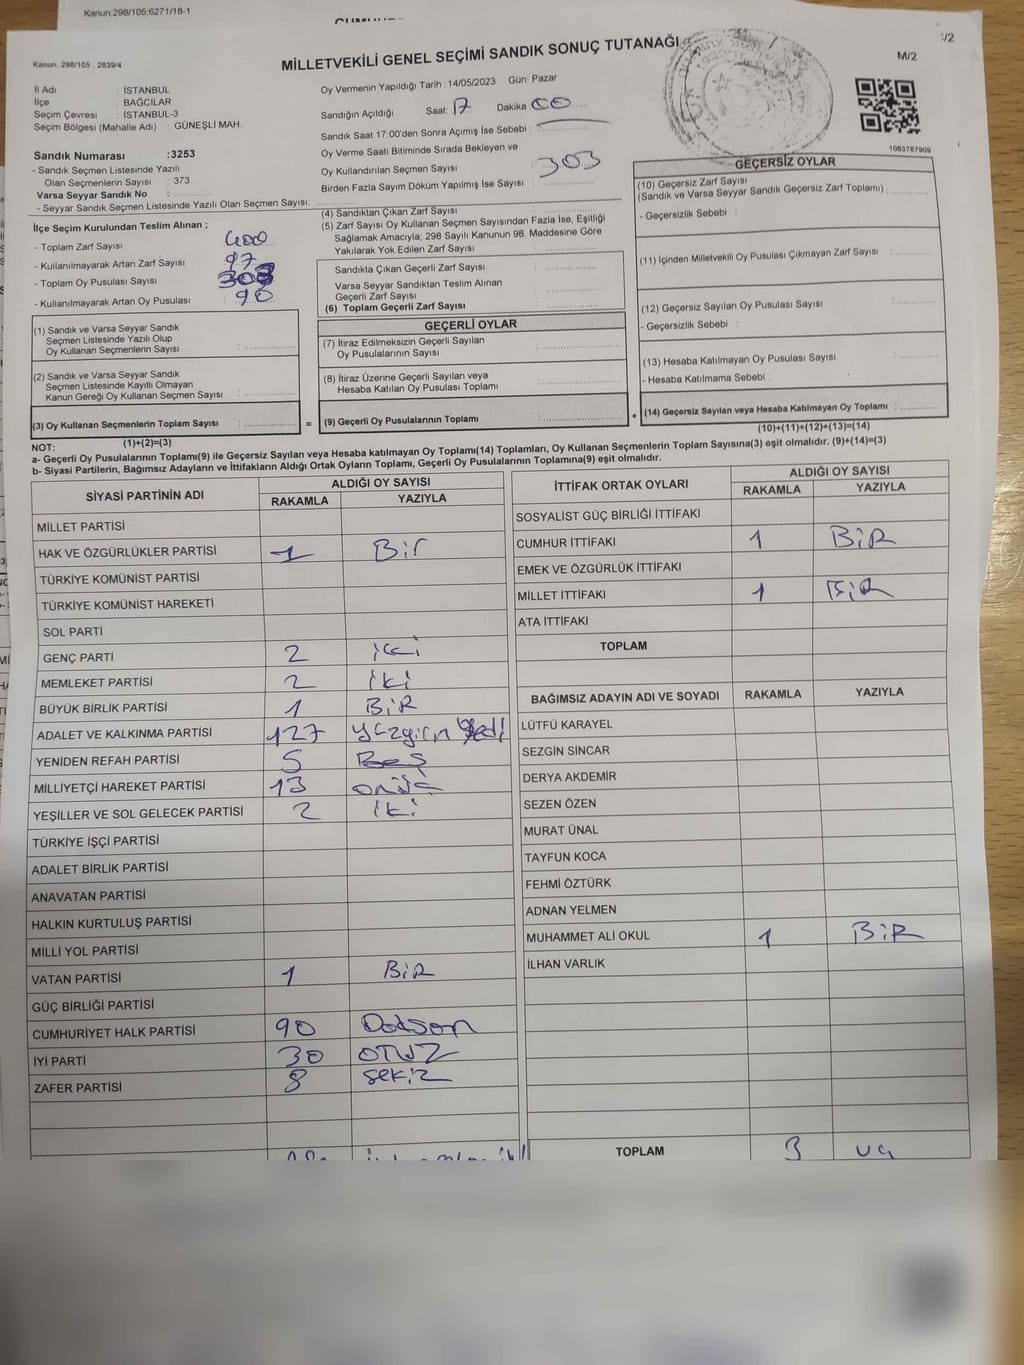 Kanun;298/105;6271/18-1
:/2
Kanun; 298/105 , 2839/4
MİLLETVEKİLİ GENEL SEÇİMİ SANDIK SONUÇ TUTANAĞI
M/2
İl Adı : İSTANBUL
İlçe : BAĞCILAR
Seçim Çevresi : İSTANBUL-3
Seçim Bölgesi (Mahalle Adı) : GÜNEŞLİ MAH.
Oy Vermenin Yapıldığı Tarih : 14/05/2023 Gün: Pazar
Sandığın Açıldığı Saat: 17 Dakika 00
Sandık Saat 17:00'den Sonra Açımış İse Sebebi :
Oy Verme Saati Bitiminde Sırada Bekleyen ve
Oy Kullandırılan Seçmen Sayısı : 303
Birden Fazla Sayım Döküm Yapılmış İse Sayısı :
1083787909
Sandık Numarası :3253
- Sandık Seçmen Listesinde Yazılı
Olan Seçmenlerin Sayısı : 373
Varsa Seyyar Sandık No :
- Seyyar Sandık Seçmen Listesinde Yazılı Olan Seçmen Sayısı:
İlçe Seçim Kurulundan Teslim Alınan ;
- Toplam Zarf Sayısı : 400
- Kullanılmayarak Artan Zarf Sayısı : 97
- Toplam Oy Pusulası Sayısı
- Kullanılmayarak Artan Oy Pusulası : 90
(1) Sandık ve Varsa Seyyar Sandık
Seçmen Listesinde Yazılı Olup
Oy Kullanan Seçmenlerin Sayısı :
(2) Sandık ve Varsa Seyyar Sandık
Seçmen Listesinde Kayıtlı Olmayan
Kanun Gereği Oy Kullanan Seçmen Sayısı :
(3) Oy Kullanan Seçmenlerin Toplam Sayısı :
(1)+(2)=(3)
(4) Sandıktan Çıkan Zarf Sayısı
(5) Zarf Sayısı Oy Kullanan Seçmen Sayısından Fazla İse, Eşitliği
Sağlamak Amacıyla; 298 Sayılı Kanunun 98. Maddesine Göre
Yakılarak Yok Edilen Zarf Sayısı :
Sandıkta Çıkan Geçerli Zarf Sayısı :
Varsa Seyyar Sandıktan Teslim Alınan
Geçerli Zarf Sayısı :
(6) Toplam Geçerli Zarf Sayısı :
GEÇERLİ OYLAR
(7) İtiraz Edilmeksizin Geçerli Sayılan
Oy Pusulalarının Sayısı :
(8) İtiraz Üzerine Geçerli Sayılan veya
Hesaba Katılan Oy Pusulası Toplamı :
= (9) Geçerli Oy Pusulalarının Toplamı :
GEÇERSİZ OYLAR
(10) Geçersiz Zarf Sayısı
(Sandık ve Varsa Seyyar Sandık Geçersiz Zarf Toplamı) :
- Geçersizlik Sebebi :
(11) İçinden Milletvekili Oy Pusulası Çıkmayan Zarf Sayısı :
(12) Geçersiz Sayılan Oy Pusulası Sayısı :
- Geçersizlik Sebebi :
(13) Hesaba Katılmayan Oy Pusulası Sayısı :
- Hesaba Katılmama Sebebi :
+ (14) Geçersiz Sayılan veya Hesaba Katılmayan Oy Toplamı :
(10)+(11)+(12)+(13)=(14)
NOT:
a- Geçerli Oy Pusulalarının Toplamı(9) ile Geçersiz Sayılan veya Hesaba katılmayan Oy Toplamı(14) Toplamları, Oy Kullanan Seçmenlerin Toplam Sayısına(3) eşit olmalıdır. (9)+(14)=(3)
b- Siyasi Partilerin, Bağımsız Adayların ve İttifakların Aldığı Ortak Oyların Toplamı, Geçerli Oy Pusulalarının Toplamına(9) eşit olmalıdır.
SİYASİ PARTİNİN ADI
ALDIĞI OY SAYISI
RAKAMLA YAZIYLA
MİLLET PARTİSİ
HAK VE ÖZGÜRLÜKLER PARTİSİ 1 Bir
TÜRKİYE KOMÜNİST PARTİSİ
TÜRKİYE KOMÜNİST HAREKETİ
SOL PARTİ
GENÇ PARTİ 2 iki
MEMLEKET PARTİSİ 2 iki
BÜYÜK BİRLİK PARTİSİ 1 BİR
ADALET VE KALKINMA PARTİSİ 127
YENİDEN REFAH PARTİSİ 5 Beş
MİLLİYETÇİ HAREKET PARTİSİ 13 onüç
YEŞİLLER VE SOL GELECEK PARTİSİ 2 iki
TÜRKİYE İŞÇİ PARTİSİ
ADALET BİRLİK PARTİSİ
ANAVATAN PARTİSİ
HALKIN KURTULUŞ PARTİSİ
MİLLİ YOL PARTİSİ
VATAN PARTİSİ 1 BİR
GÜÇ BİRLİĞİ PARTİSİ
CUMHURİYET HALK PARTİSİ 90 Doksan
İYİ PARTİ 30 OTUZ
ZAFER PARTİSİ 8 sekiz
İTTİFAK ORTAK OYLARI
ALDIĞI OY SAYISI
RAKAMLA YAZIYLA
SOSYALİST GÜÇ BİRLİĞİ İTTİFAKI
CUMHUR İTTİFAKI 1 BİR
EMEK VE ÖZGÜRLÜK İTTİFAKI
MİLLET İTTİFAKI 1 BİR
ATA İTTİFAKI
TOPLAM
BAĞIMSIZ ADAYIN ADI VE SOYADI RAKAMLA YAZIYLA
LÜTFÜ KARAYEL
SEZGİN SİNCAR
DERYA AKDEMİR
SEZEN ÖZEN
MURAT ÜNAL
TAYFUN KOCA
FEHMİ ÖZTÜRK
ADNAN YELMEN
MUHAMMET ALİ OKUL 1 BİR
İLHAN VARLIK
TOPLAM 3 üç